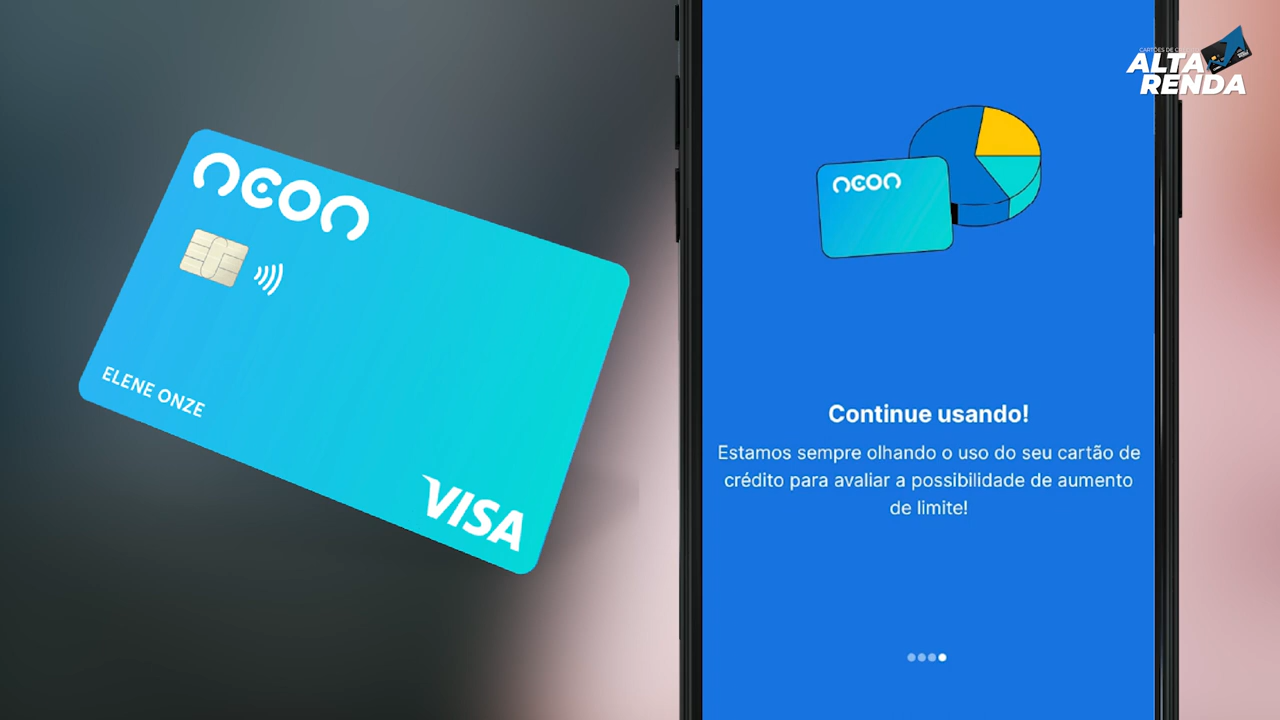 neon
ELENE ONZE
VISA
neon
Continue usando!
Estamos sempre olhando o uso do seu cartão de
crédito para avaliar a possibilidade de aumento
de limite!
ALTA
RENDA